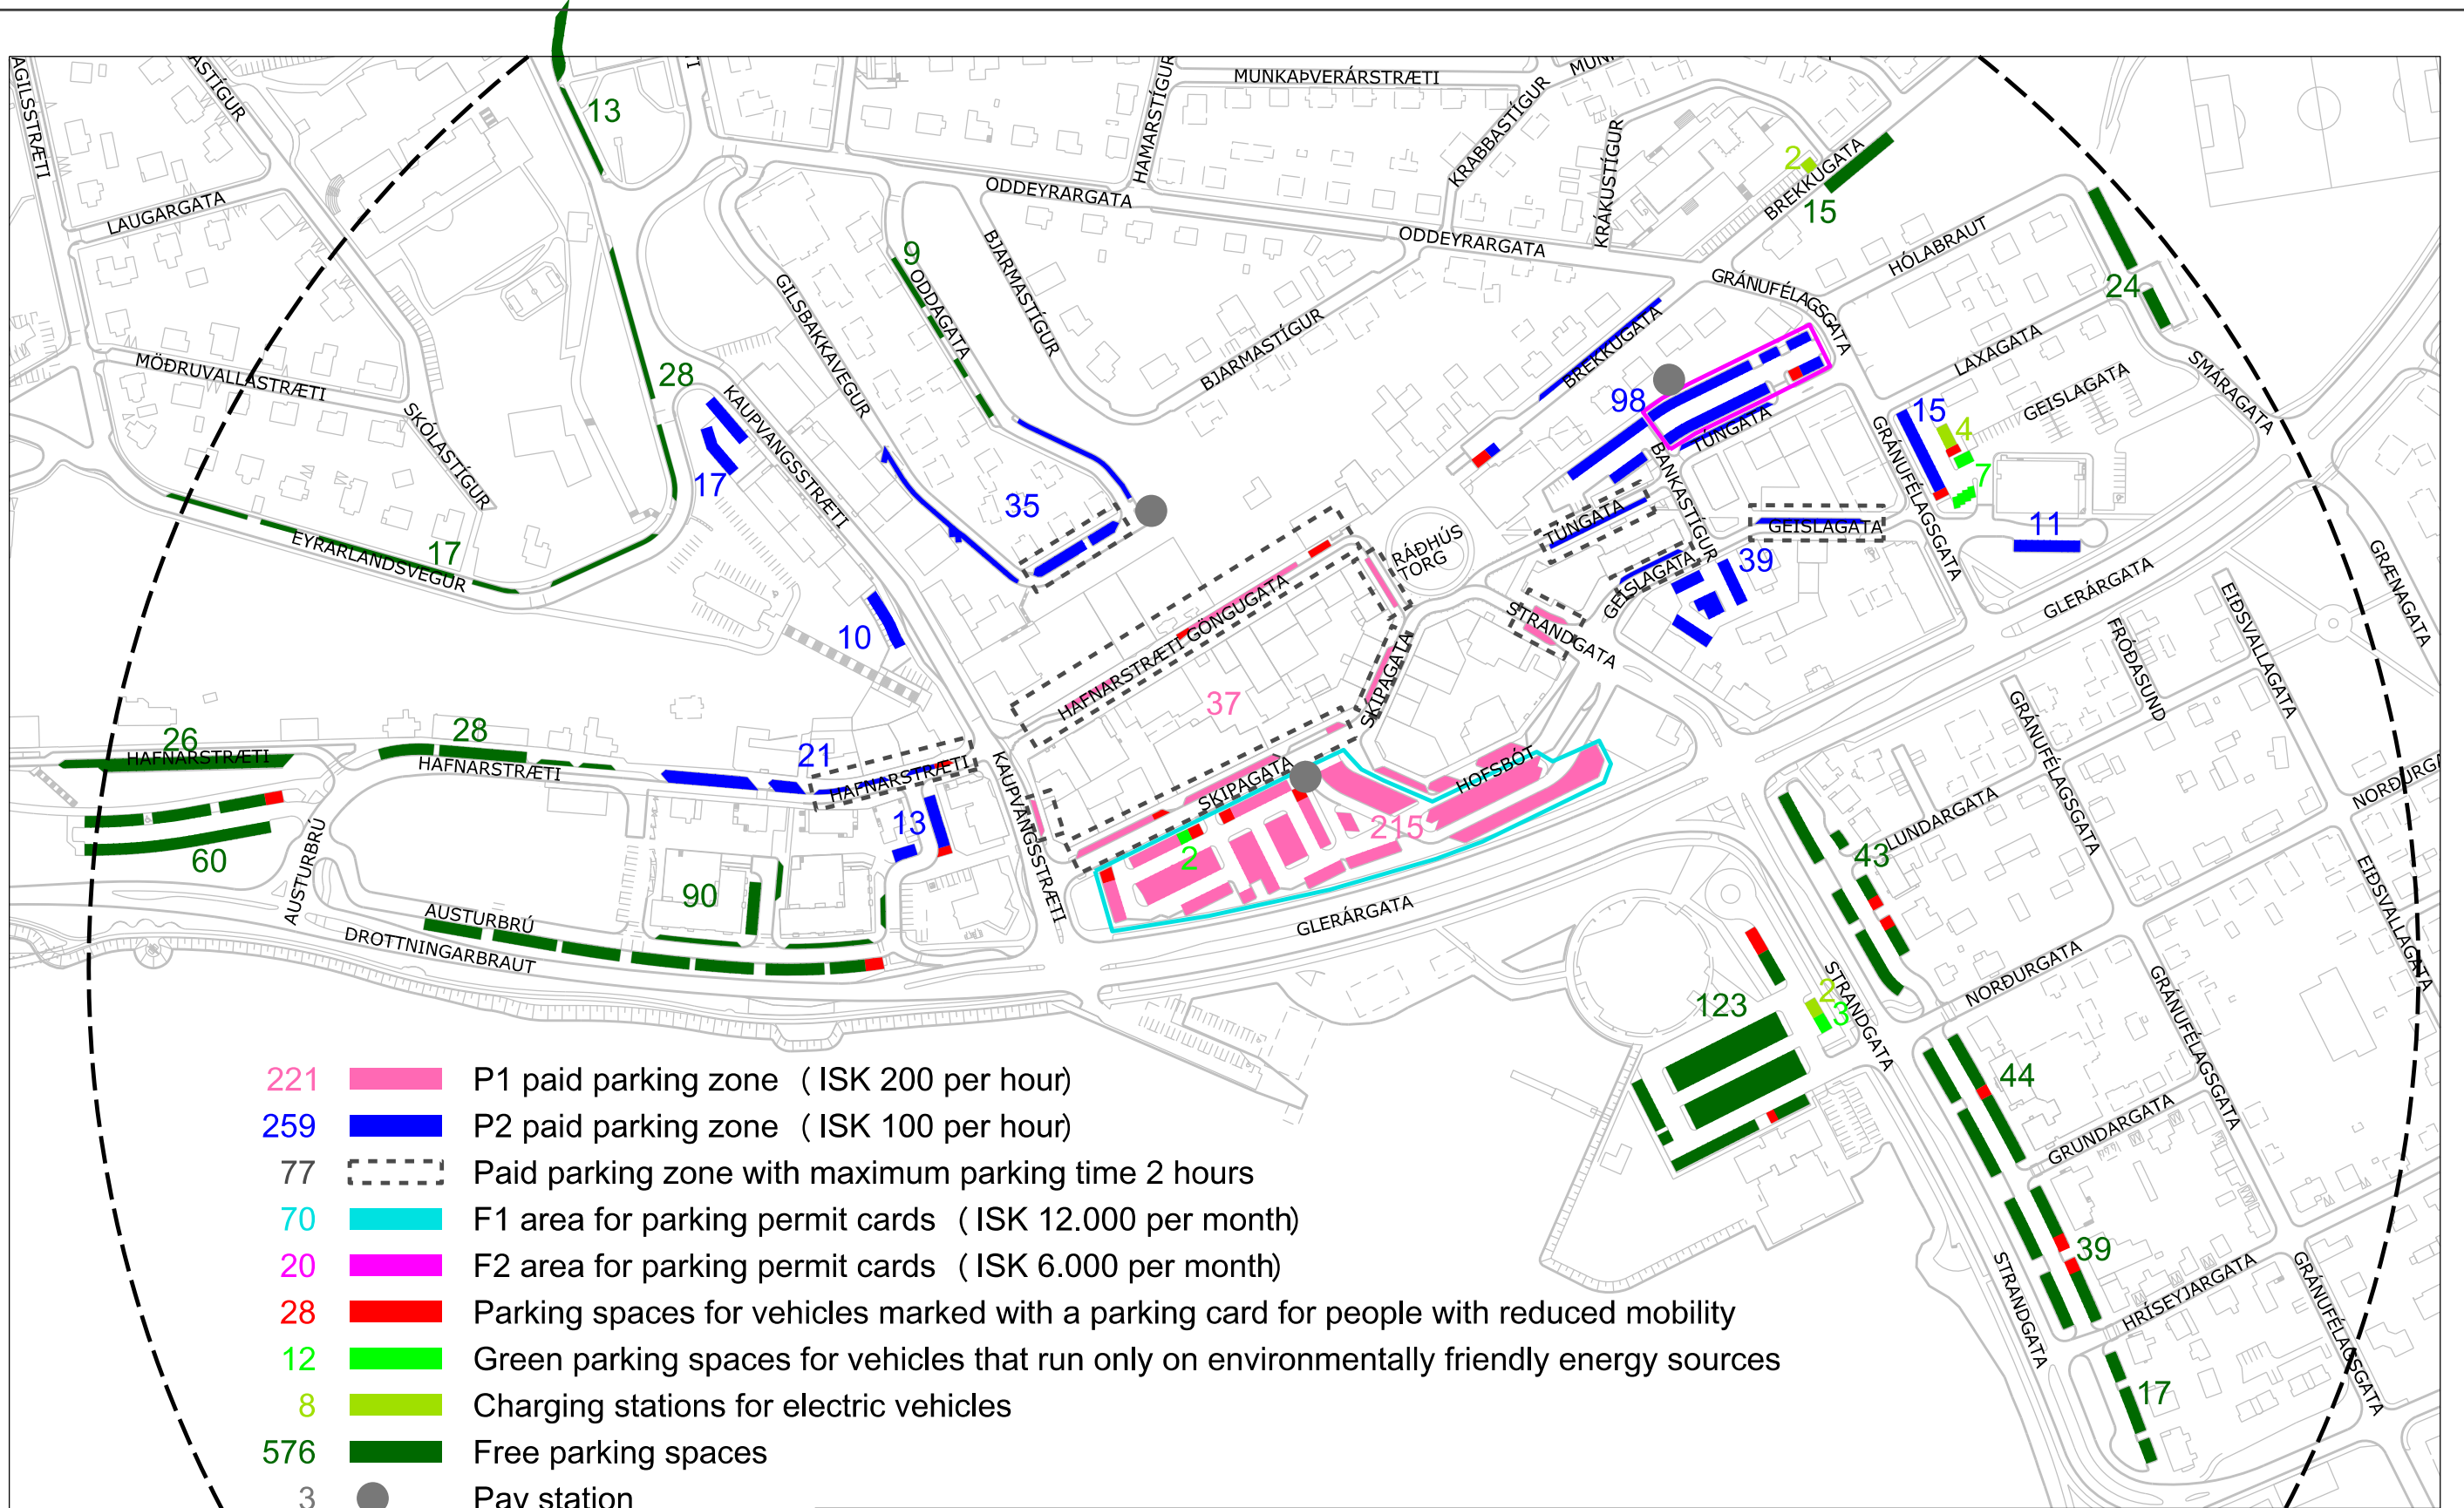 AGILSSTRÆTI
ASTÍGUR
TI
MUNKAÞVERÁRSTRÆTI
HAMARSTÍGUR
KRABBASTÍGUR
MUN
KRÁKUSTÍGUR
13
2
BREKKUGATA
15
LAUGARGATA
ODDEYRARGATA
ODDEYRARGATA
HÓLABRAUT
9
ODDAGATA
BJARMASTÍGUR
GILSBAKKAVEGUR
GRÁNUFÉLAGSGATA
24
BREKKUGATA
BJARMASTÍGUR
LAXAGATA
SMÁRAGATA
MÖÐRUVALLASTRÆTI
28
KAUPVANGSSTRÆTI
SKÓLASTÍGUR
98
TÚNGATA
15
4
GEISLAGATA
7
GRÁNUFÉLAGSGATA
BANKASTÍGUR
17
35
TÚNGATA
GEISLAGATA
11
RÁÐHÚS
TORG
EYRARLANDSVEGUR
17
GEISLAGATA
39
GLERÁRGATA
GRÆNAGATA
EIÐSVALLAGATA
FRÓÐASUND
10
HAFNARSTRÆTI GÖNGUGATA
STRANDGATA
SKIPAGATA
37
GRÁNUFÉLAGSGATA
26
HAFNARSTRÆTI
28
HAFNARSTRÆTI
21
HAFNARSTRÆTI
KAUPVANGSSTRÆTI
SKIPAGATA
HOFSBÓT
NORÐURGA
13
215
2
LUNDARGATA
43
60
AUSTURBRÚ
90
AUSTURBRÚ
DROTTNINGARBRAUT
GLERÁRGATA
EIÐSVALLAGATA
NORÐURGATA
STRANDGATA
123
2
3
GRÁNUFÉLAGSGATA
44
GRUNDARGATA
39
HRÍSEYJARGATA
STRANDGATA
GRÁNUFÉLAGSGATA
17
221 P1 paid parking zone ( ISK 200 per hour)
259 P2 paid parking zone ( ISK 100 per hour)
77 Paid parking zone with maximum parking time 2 hours
70 F1 area for parking permit cards ( ISK 12.000 per month)
20 F2 area for parking permit cards ( ISK 6.000 per month)
28 Parking spaces for vehicles marked with a parking card for people with reduced mobility
12 Green parking spaces for vehicles that run only on environmentally friendly energy sources
8 Charging stations for electric vehicles
576 Free parking spaces
3 Pay station